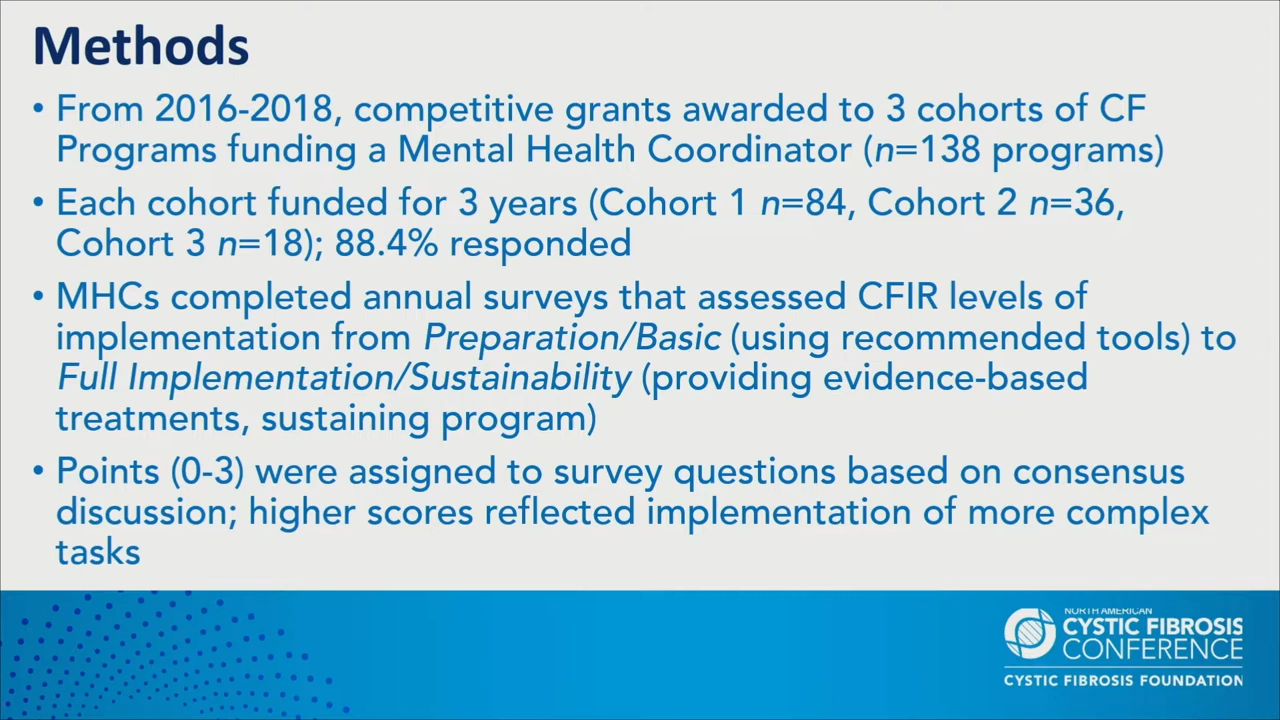 Methods
• From 2016-2018, competitive grants awarded to 3 cohorts of CF
Programs funding a Mental Health Coordinator (n=138 programs)
• Each cohort funded for 3 years (Cohort 1 n=84, Cohort 2 n=36,
Cohort 3 n=18); 88.4% responded
• MHCs completed annual surveys that assessed CFIR levels of
implementation from Preparation/Basic (using recommended tools) to
Full Implementation/Sustainability (providing evidence-based
treatments, sustaining program)
• Points (0-3) were assigned to survey questions based on consensus
discussion; higher scores reflected implementation of more complex
tasks
NORTH AMERICAN
CYSTIC FIBROSIS
CONFERENCE
CYSTIC FIBROSIS FOUNDATION